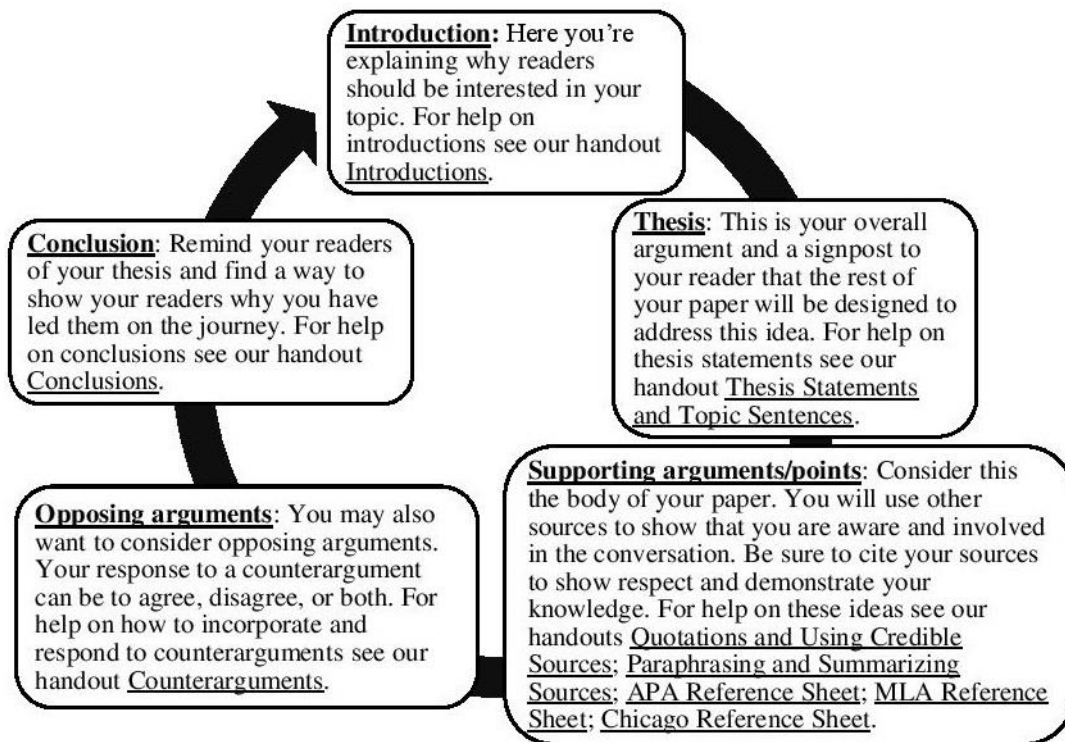 Introduction: Here you’re
explaining why readers
should be interested in your
topic. For help on
introductions see our handout
Introductions.
Thesis: This is your overall
argument and a signpost to
your reader that the rest of
your paper will be designed to
address this idea. For help on
thesis statements see our
handout Thesis Statements
and Topic Sentences.
Supporting arguments/points: Consider this
the body of your paper. You will use other
sources to show that you are aware and involved
in the conversation. Be sure to cite your sources
to show respect and demonstrate your
knowledge. For help on these ideas see our
handouts Quotations and Using Credible
Sources; Paraphrasing and Summarizing
Sources; APA Reference Sheet; MLA Reference
Sheet; Chicago Reference Sheet.
Opposing arguments: You may also
want to consider opposing arguments.
Your response to a counterargument
can be to agree, disagree, or both. For
help on how to incorporate and
respond to counterarguments see our
handout Counterarguments.
Conclusion: Remind your readers
of your thesis and find a way to
show your readers why you have
led them on the journey. For help
on conclusions see our handout
Conclusions.